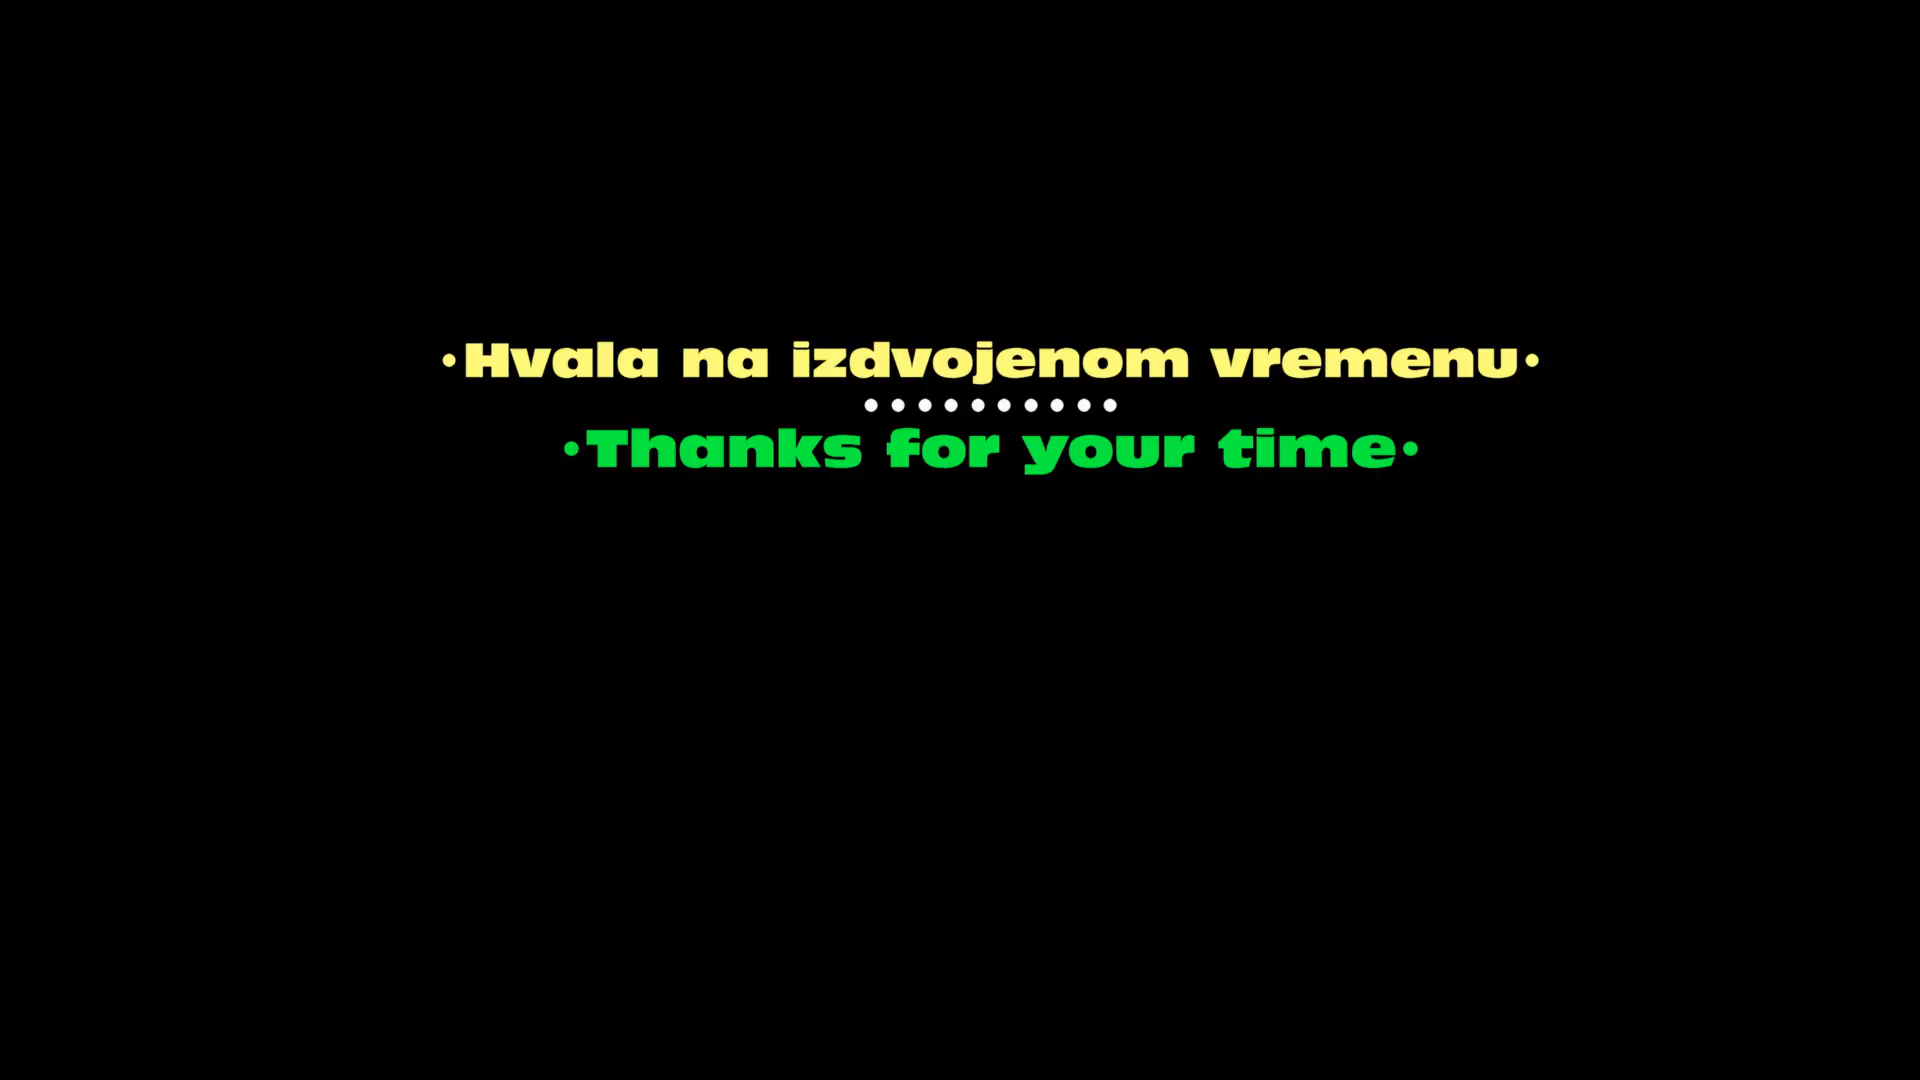 •Hvala na izdvojenom vremenu•
••••••••••
•Thanks for your time•